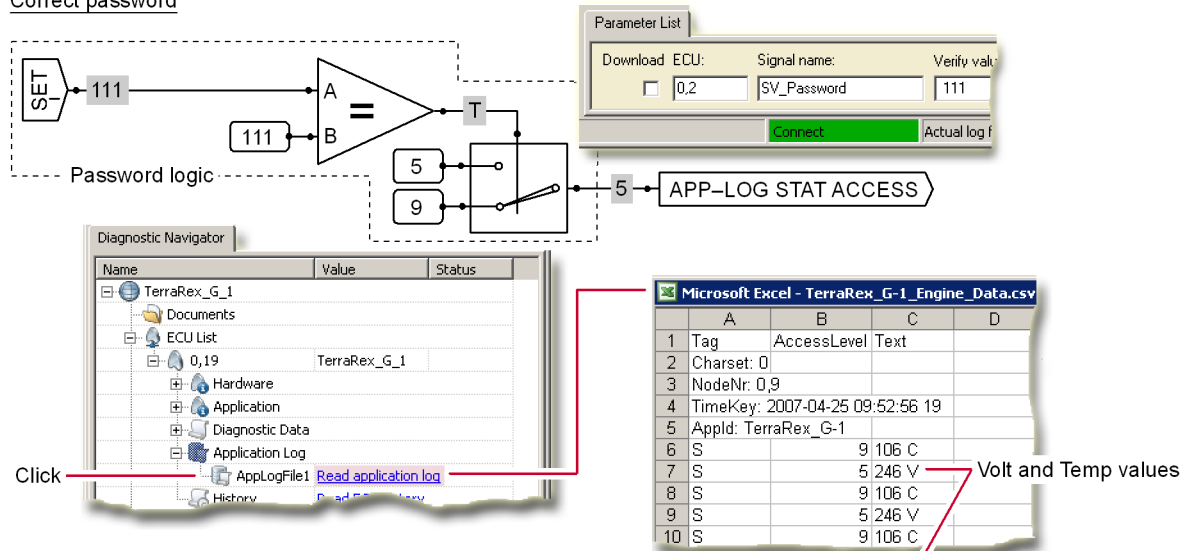 Correct password
Parameter List
Download ECU: Signal name:
0,2 SV_Password 111
Connect Actual log
SET
111
A
=
B
111
T
5
9
Password logic
5
APP–LOG STAT ACCESS
Diagnostic Navigator
Name Value Status
TerraRex_G_1
Documents
ECU List
0,19 TerraRex_G_1
Hardware
Application
Diagnostic Data
Application Log
Click
AppLogFile1 Read application log
History
Microsoft Excel - TerraRex_G-1_Engine_Data.csv
A B C D
1 Tag AccessLevel Text
2 Charset: 0
3 NodeNr: 0,9
4 TimeKey: 2007-04-25 09:52:56 19
5 AppId: TerraRex_G-1
6 S 9 106 C
7 S 5 246 V
Volt and Temp values
8 S 9 106 C
9 S 5 246 V
10 S 9 106 C